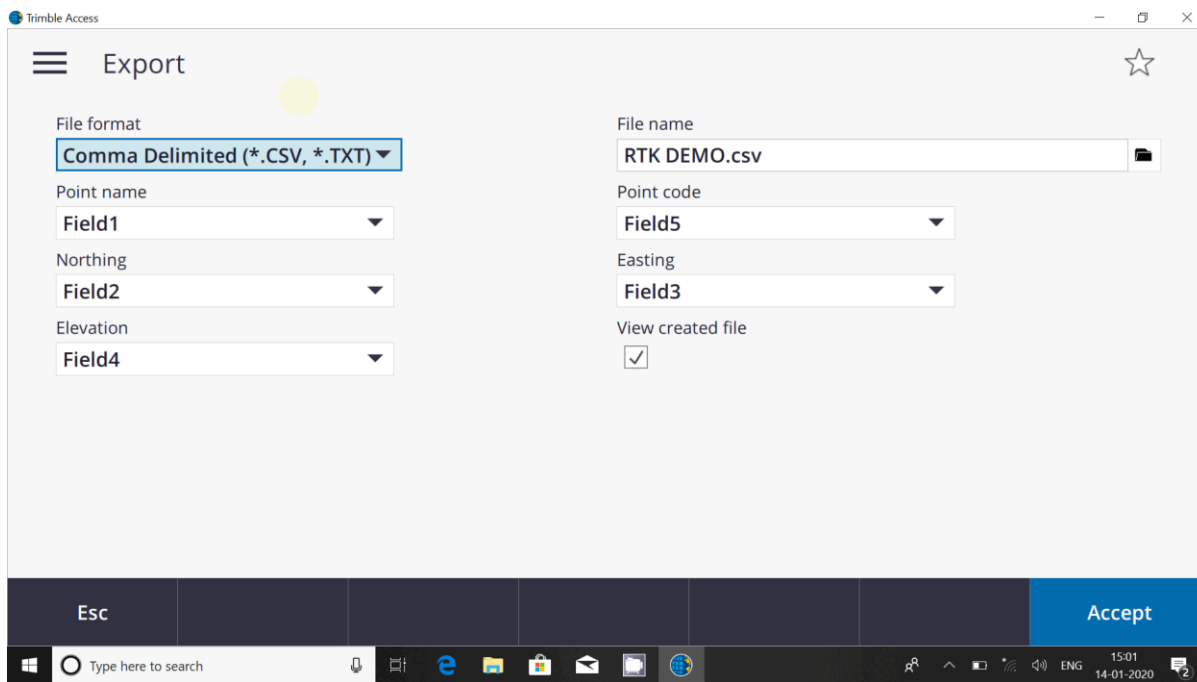 Trimble Access
Export
File format
File name
Comma Delimited (*.CSV, *.TXT)
RTK DEMO.csv
Point name
Point code
Field1
Field5
Northing
Easting
Field2
Field3
Elevation
View created file
Field4
Esc
Accept
Type here to search
ENG
15:01
14-01-2020
2